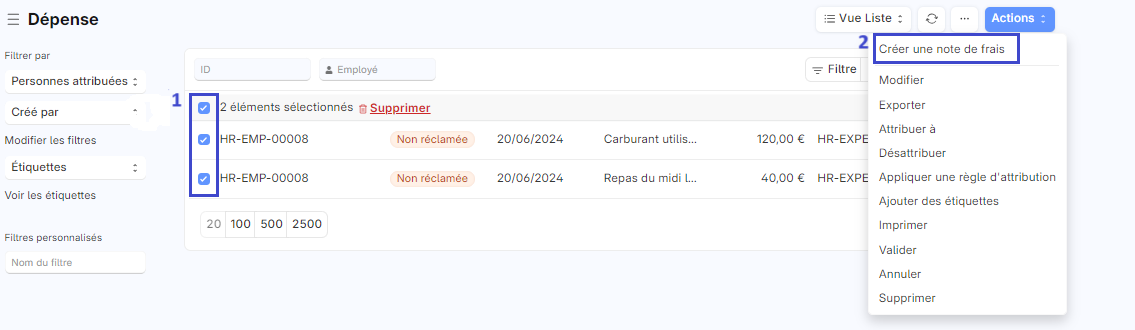 Dépense
Vue Liste
Actions
Filtrer par
Personnes attribuées
Créé par
Modifier les filtres
Étiquettes
Voir les étiquettes
Filtres personnalisés
Nom du filtre
ID
Employé
Filtre
1
2 éléments sélectionnés Supprimer
HR-EMP-00008 Non réclamée 20/06/2024 Carburant utilis... 120,00 € HR-EXPE
HR-EMP-00008 Non réclamée 20/06/2024 Repas du midi l... 40,00 € HR-EXPE
20 100 500 2500
2
Créer une note de frais
Modifier
Exporter
Attribuer à
Désattribuer
Appliquer une règle d'attribution
Ajouter des étiquettes
Imprimer
Valider
Annuler
Supprimer